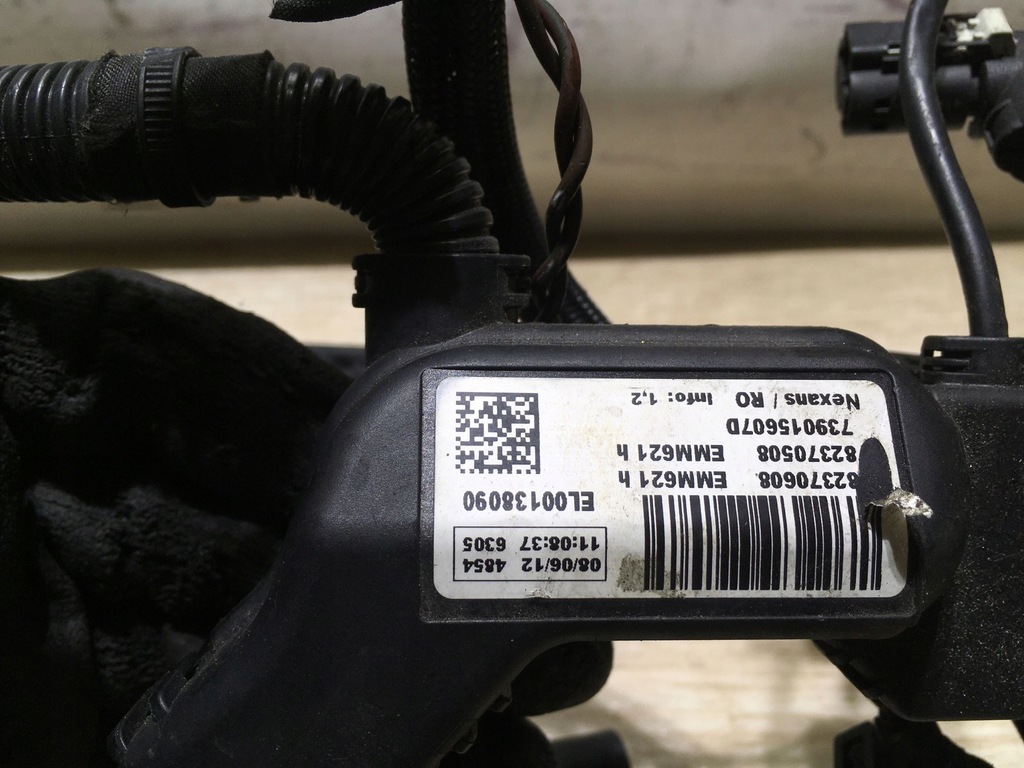 08/06/12 4854
11:08:37 6305
EL00138090
82370608. EMM621 h
82370508 EMM621 h
739015607D
Nexans / RO Info: 1,2